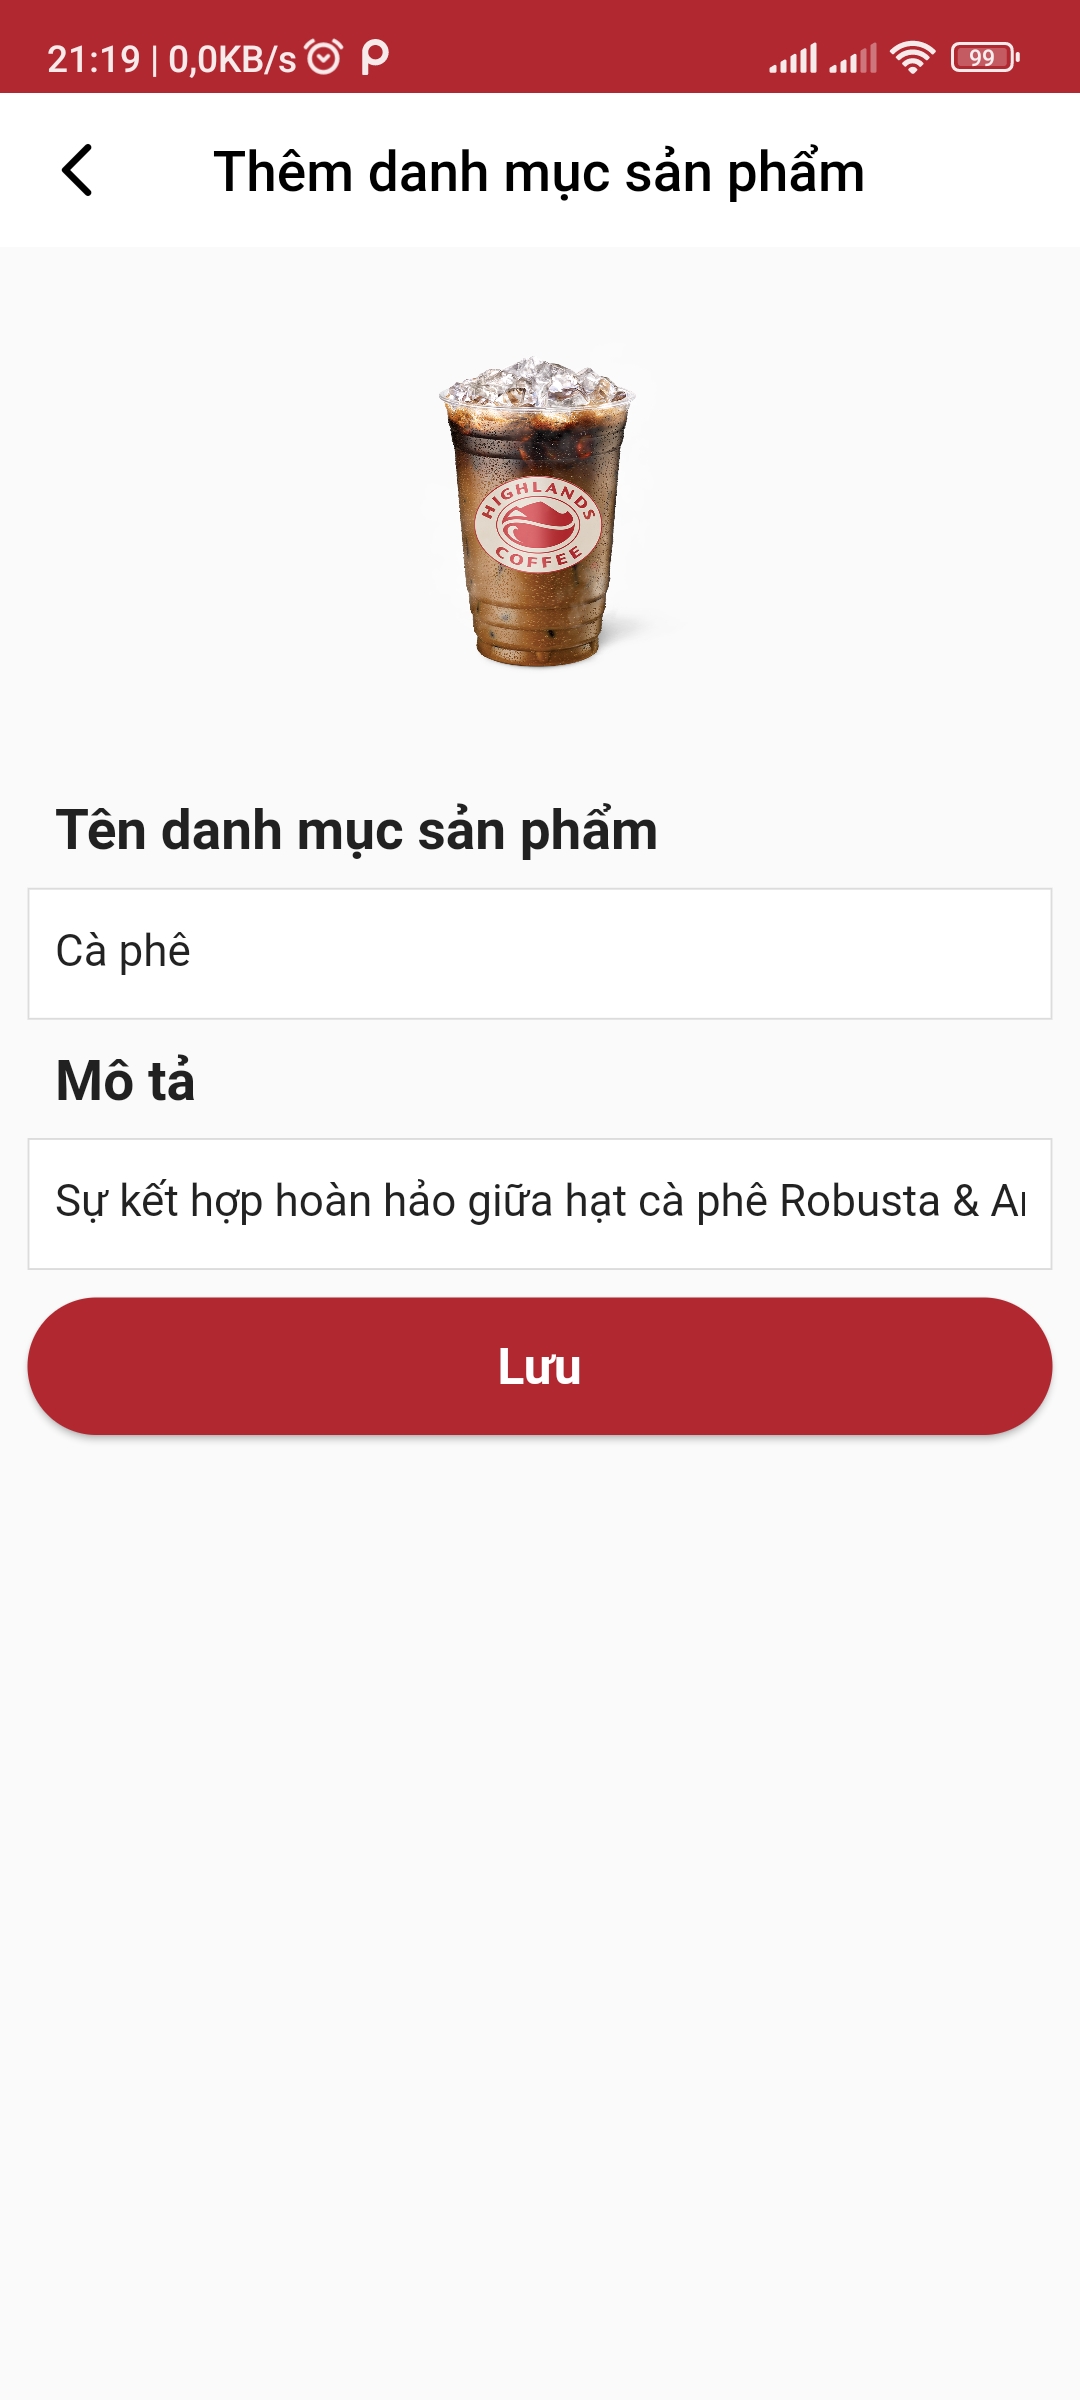 21:19 | 0,0KB/s
99
Thêm danh mục sản phẩm
HIGHLANDS
COFFEE
Tên danh mục sản phẩm
Cà phê
Mô tả
Sự kết hợp hoàn hảo giữa hạt cà phê Robusta &
Lưu